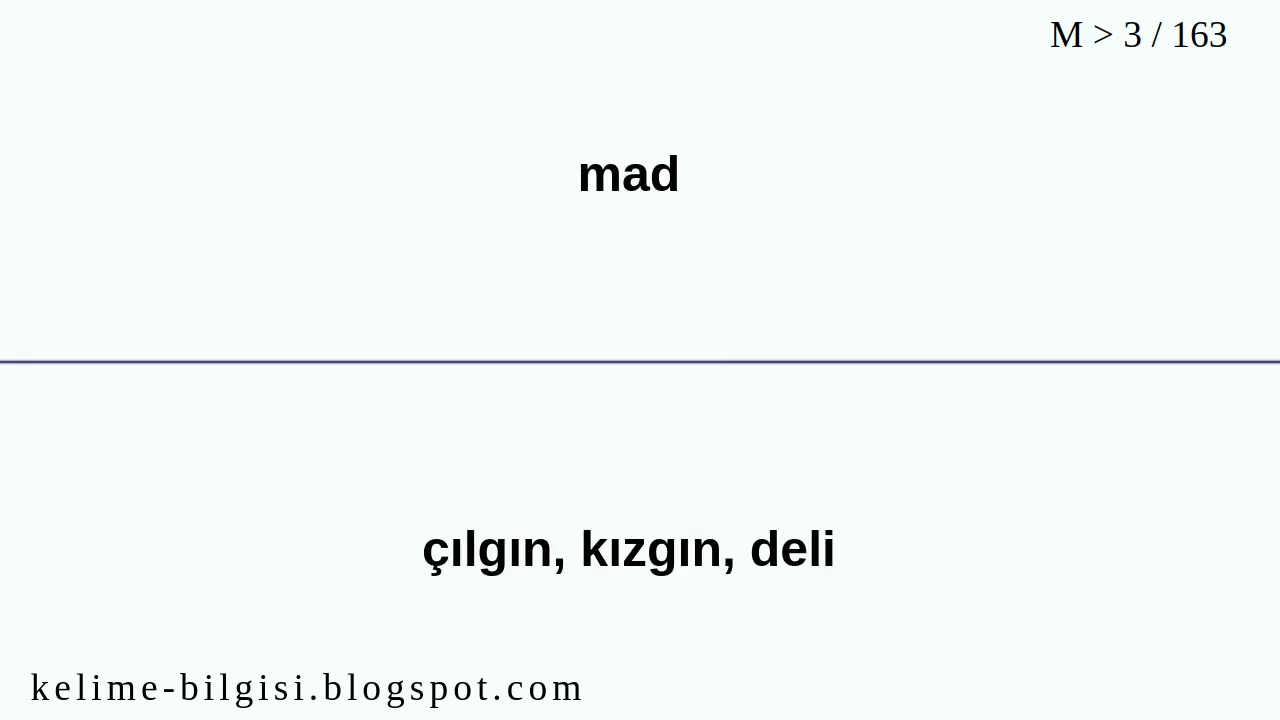 M > 3 / 163
mad
çılgın, kızgın, deli
kelime-bilgisi.blogspot.com